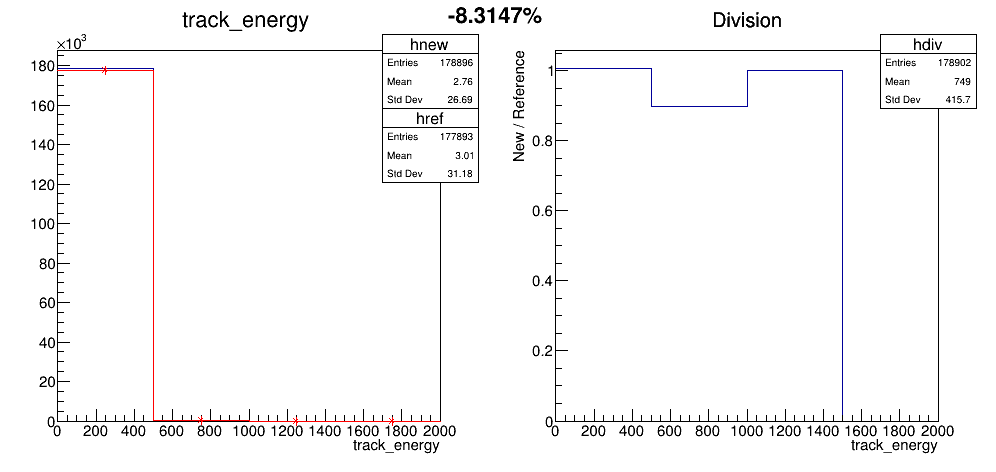 -8.3147%
track_energy
×10³
hnew
Entries 178896
Mean 2.76
Std Dev 26.69
href
Entries 177893
Mean 3.01
Std Dev 31.18
180
160
140
120
100
80
60
40
20
0
0 200 400 600 800 1000 1200 1400 1600 1800 2000
track_energy
Division
hdiv
Entries 178902
Mean 749
Std Dev 415.7
New / Reference
1
0.8
0.6
0.4
0.2
0
0 200 400 600 800 1000 1200 1400 1600 1800 2000
track_energy